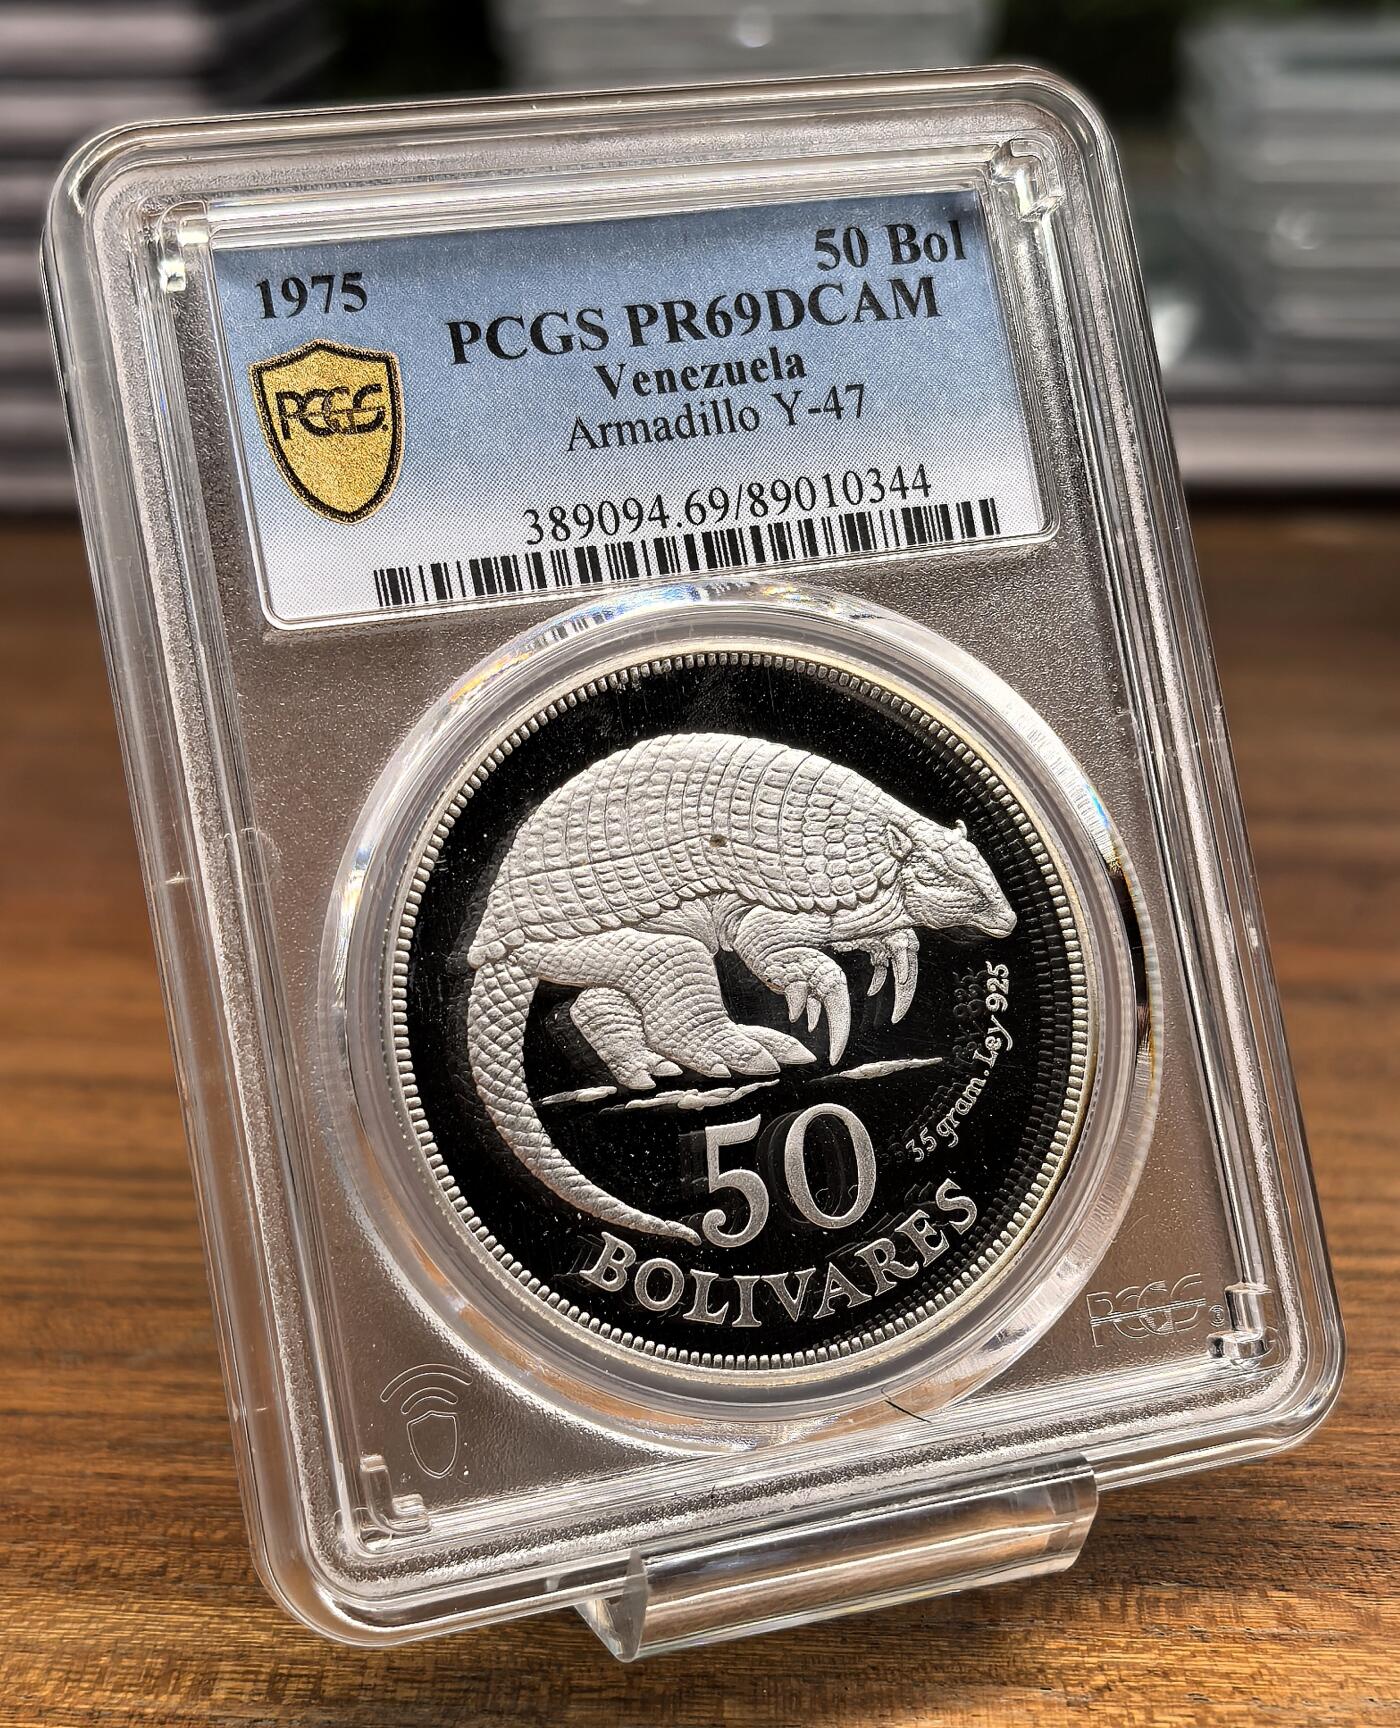 1975
50 Bol
PCGS PR69DCAM
Venezuela
Armadillo Y-47
PCGS
389094.69/89010344
35 gram. Ley 925
50
BOLIVARES
PCGS